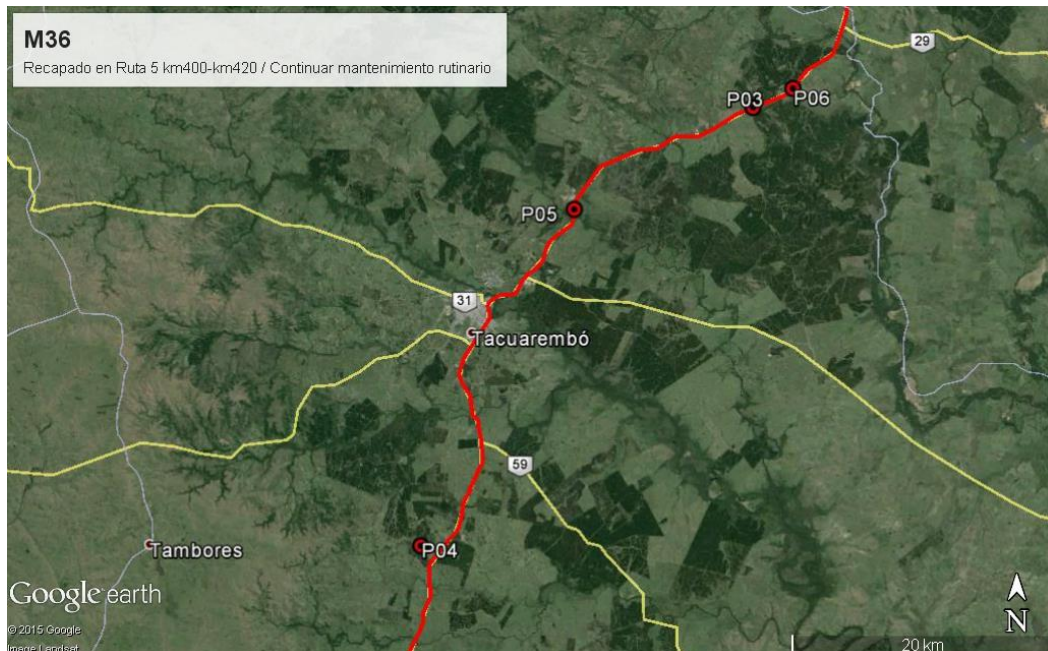 M36
Recapado en Ruta 5 km400-km420 / Continuar mantenimiento rutinario
29
P03
P06
P05
31
Tacuarembó
59
P04
Tambores
Google earth
© 2015 Google
Image Landsat
N
20 km